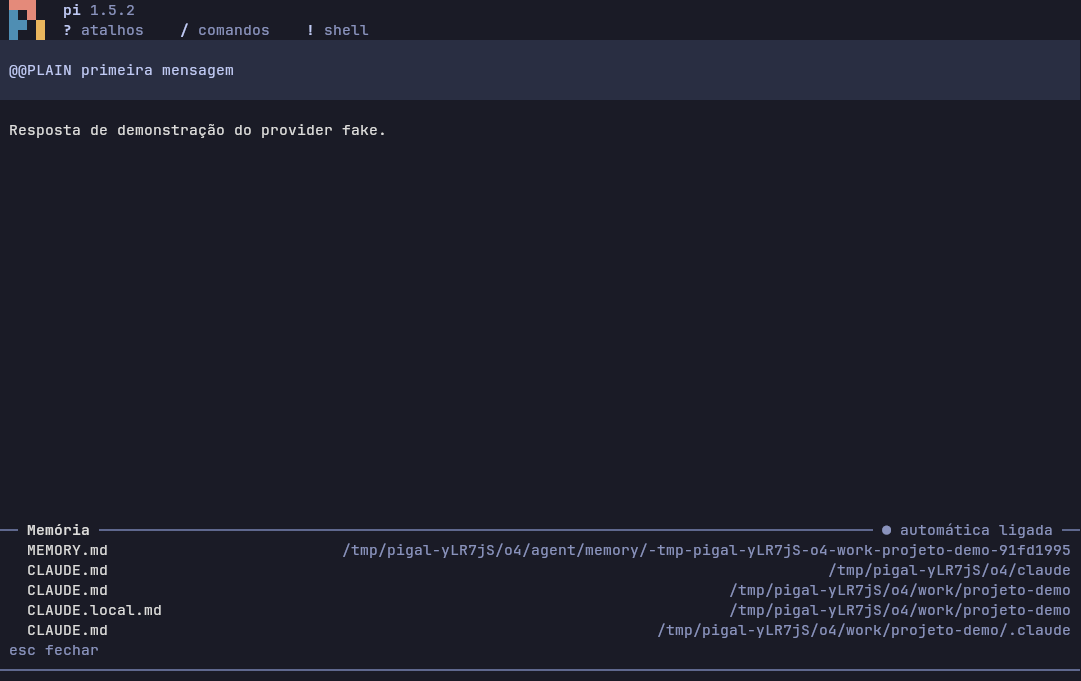 pi 1.5.2
? atalhos / comandos ! shell
@@PLAIN primeira mensagem
Resposta de demonstração do provider fake.
Memória ● automática ligada
MEMORY.md /tmp/pigal-yLR7jS/o4/agent/memory/-tmp-pigal-yLR7jS-o4-work-projeto-demo-91fd1995
CLAUDE.md /tmp/pigal-yLR7jS/o4/claude
CLAUDE.md /tmp/pigal-yLR7jS/o4/work/projeto-demo
CLAUDE.local.md /tmp/pigal-yLR7jS/o4/work/projeto-demo
CLAUDE.md /tmp/pigal-yLR7jS/o4/work/projeto-demo/.claude
esc fechar